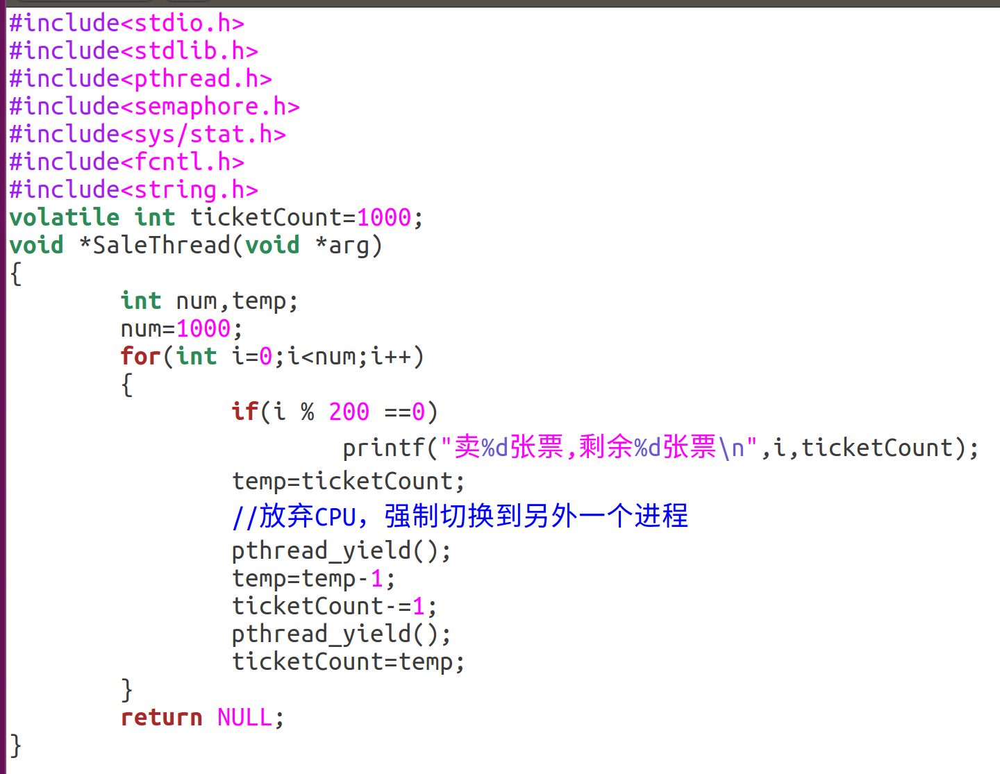 #include<stdio.h>
#include<stdlib.h>
#include<pthread.h>
#include<semaphore.h>
#include<sys/stat.h>
#include<fcntl.h>
#include<string.h>
volatile int ticketCount=1000;
void *SaleThread(void *arg)
{
        int num,temp;
        num=1000;
        for(int i=0;i<num;i++)
        {
                if(i % 200 ==0)
                        printf("卖%d张票,剩余%d张票\n",i,ticketCount);
                temp=ticketCount;
                //放弃CPU，强制切换到另外一个进程
                pthread_yield();
                temp=temp-1;
                ticketCount-=1;
                pthread_yield();
                ticketCount=temp;
        }
        return NULL;
}